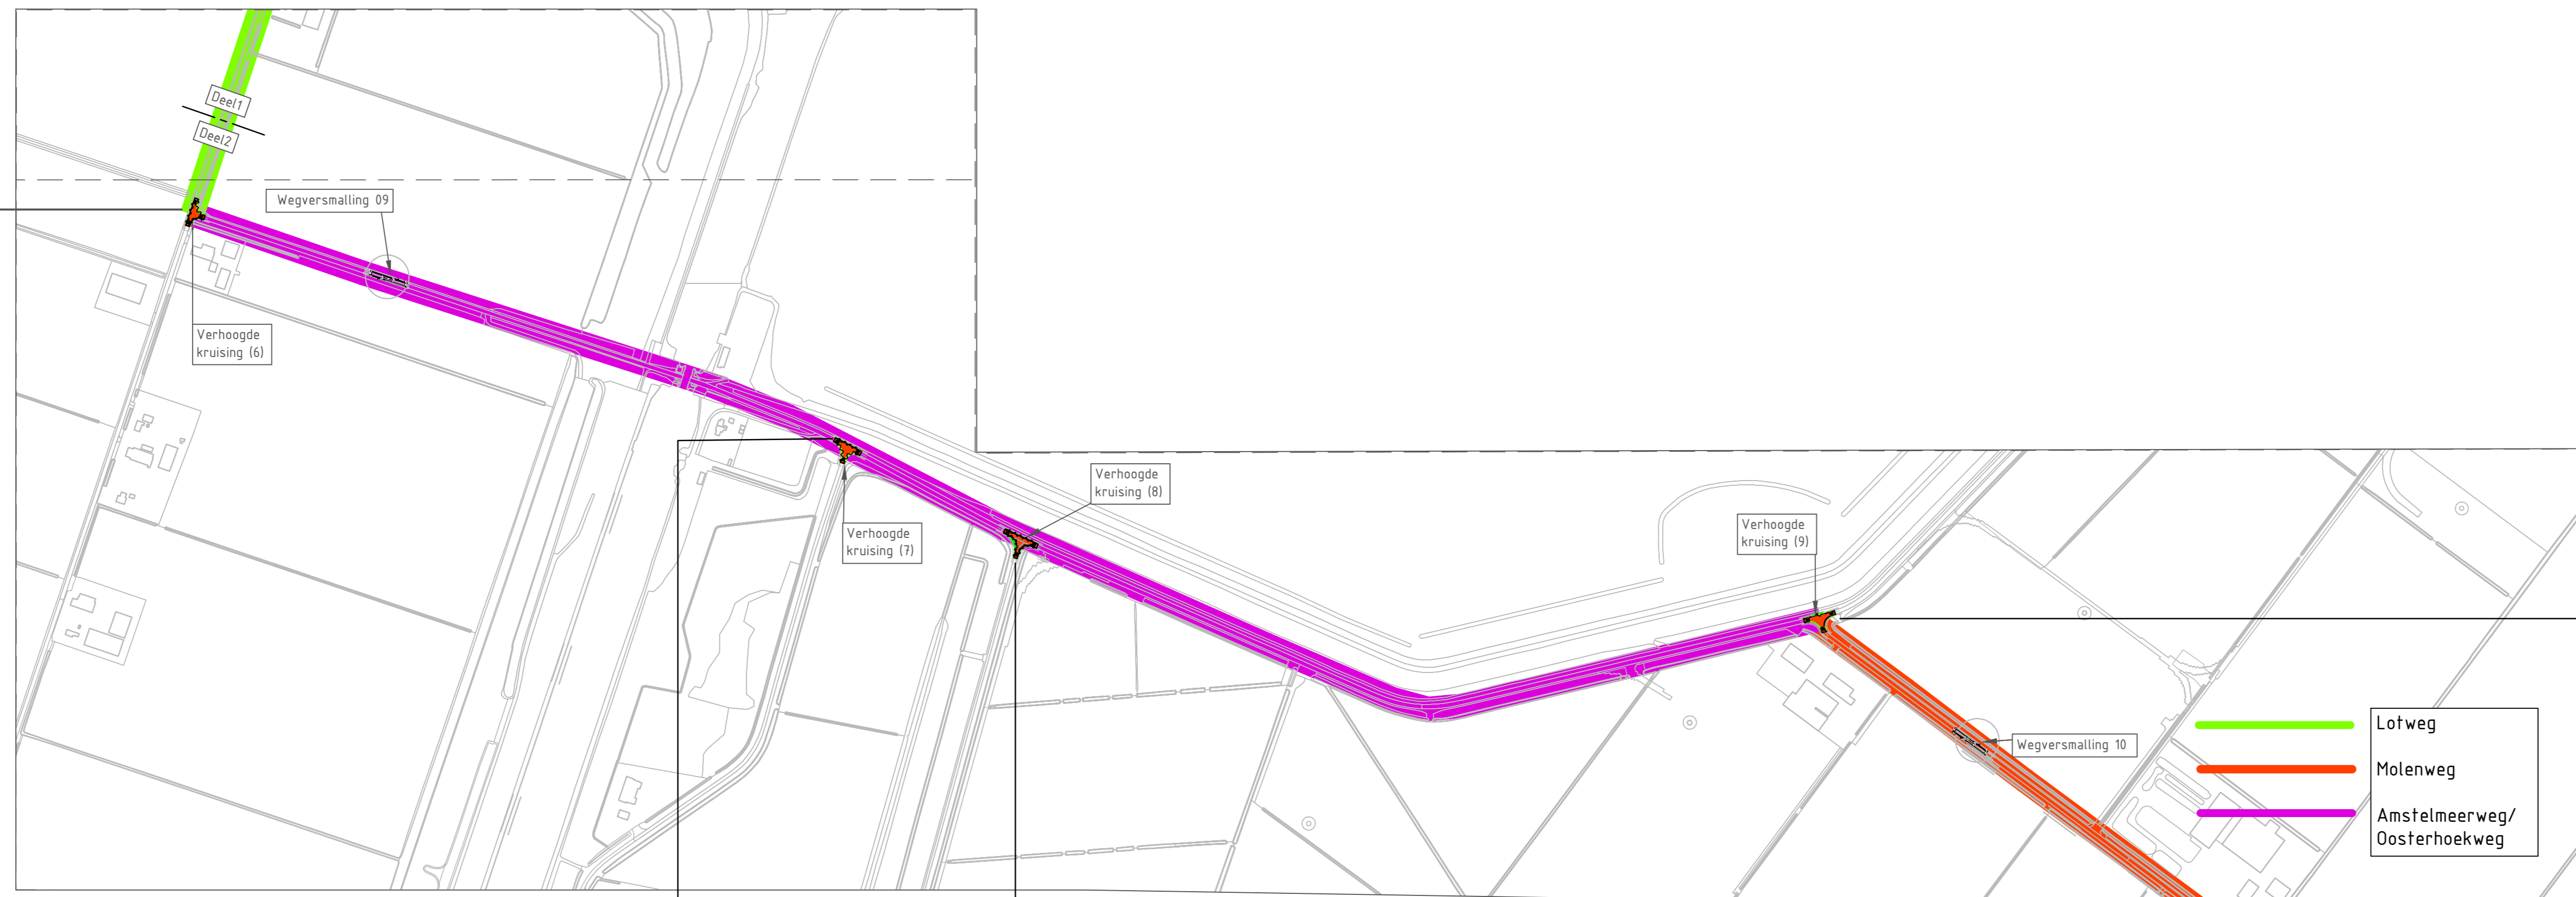 Deel1
Deel2
Wegversmalling 09
Verhoogde
kruising (6)
Verhoogde
kruising (8)
Verhoogde
kruising (7)
Verhoogde
kruising (9)
Wegversmalling 10
Lotweg
Molenweg
Amstelmeerweg/
Oosterhoekweg